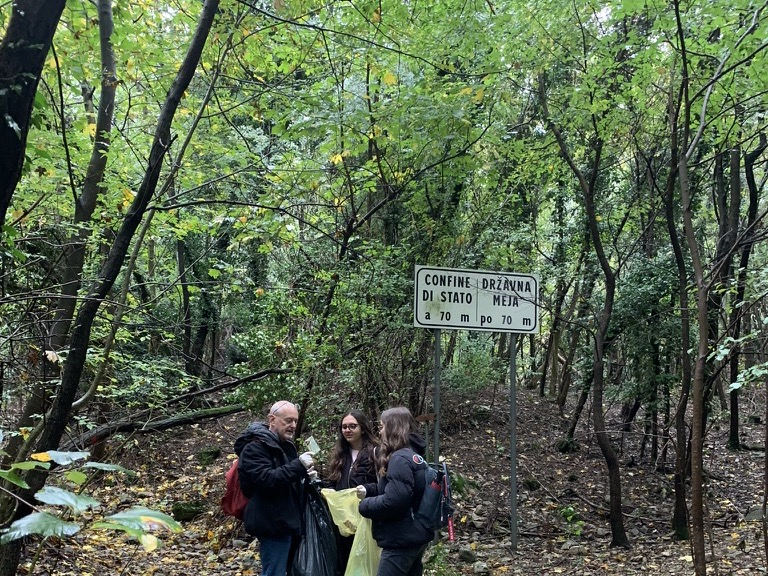 CONFINE DRŽAVNA
DI STATO MEJA
a 70 m po 70 m